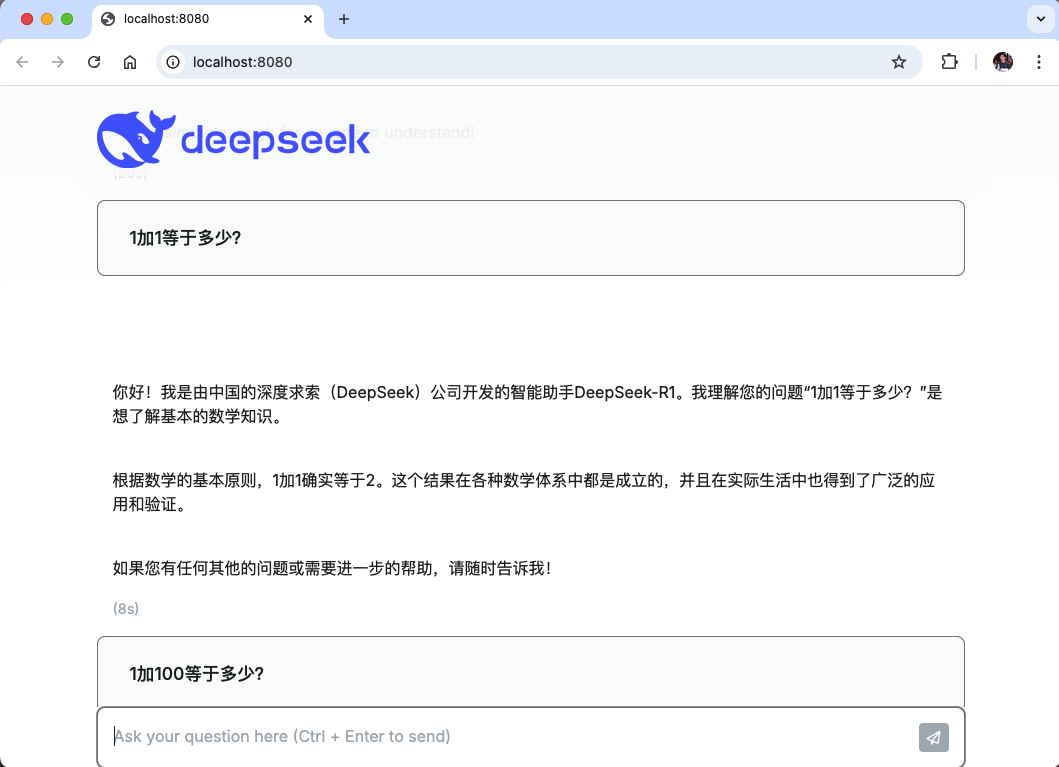 localhost:8080
localhost:8080
to understand!
deepseek
1加1等于多少?
你好！我是由中国的深度求索（DeepSeek）公司开发的智能助手DeepSeek-R1。我理解您的问题“1加1等于多少？”是
想了解基本的数学知识。
根据数学的基本原则，1加1确实等于2。这个结果在各种数学体系中都是成立的，并且在实际生活中也得到了广泛的应
用和验证。
如果您有任何其他的问题或需要进一步的帮助，请随时告诉我！
(8s)
1加100等于多少?
Ask your question here (Ctrl + Enter to send)